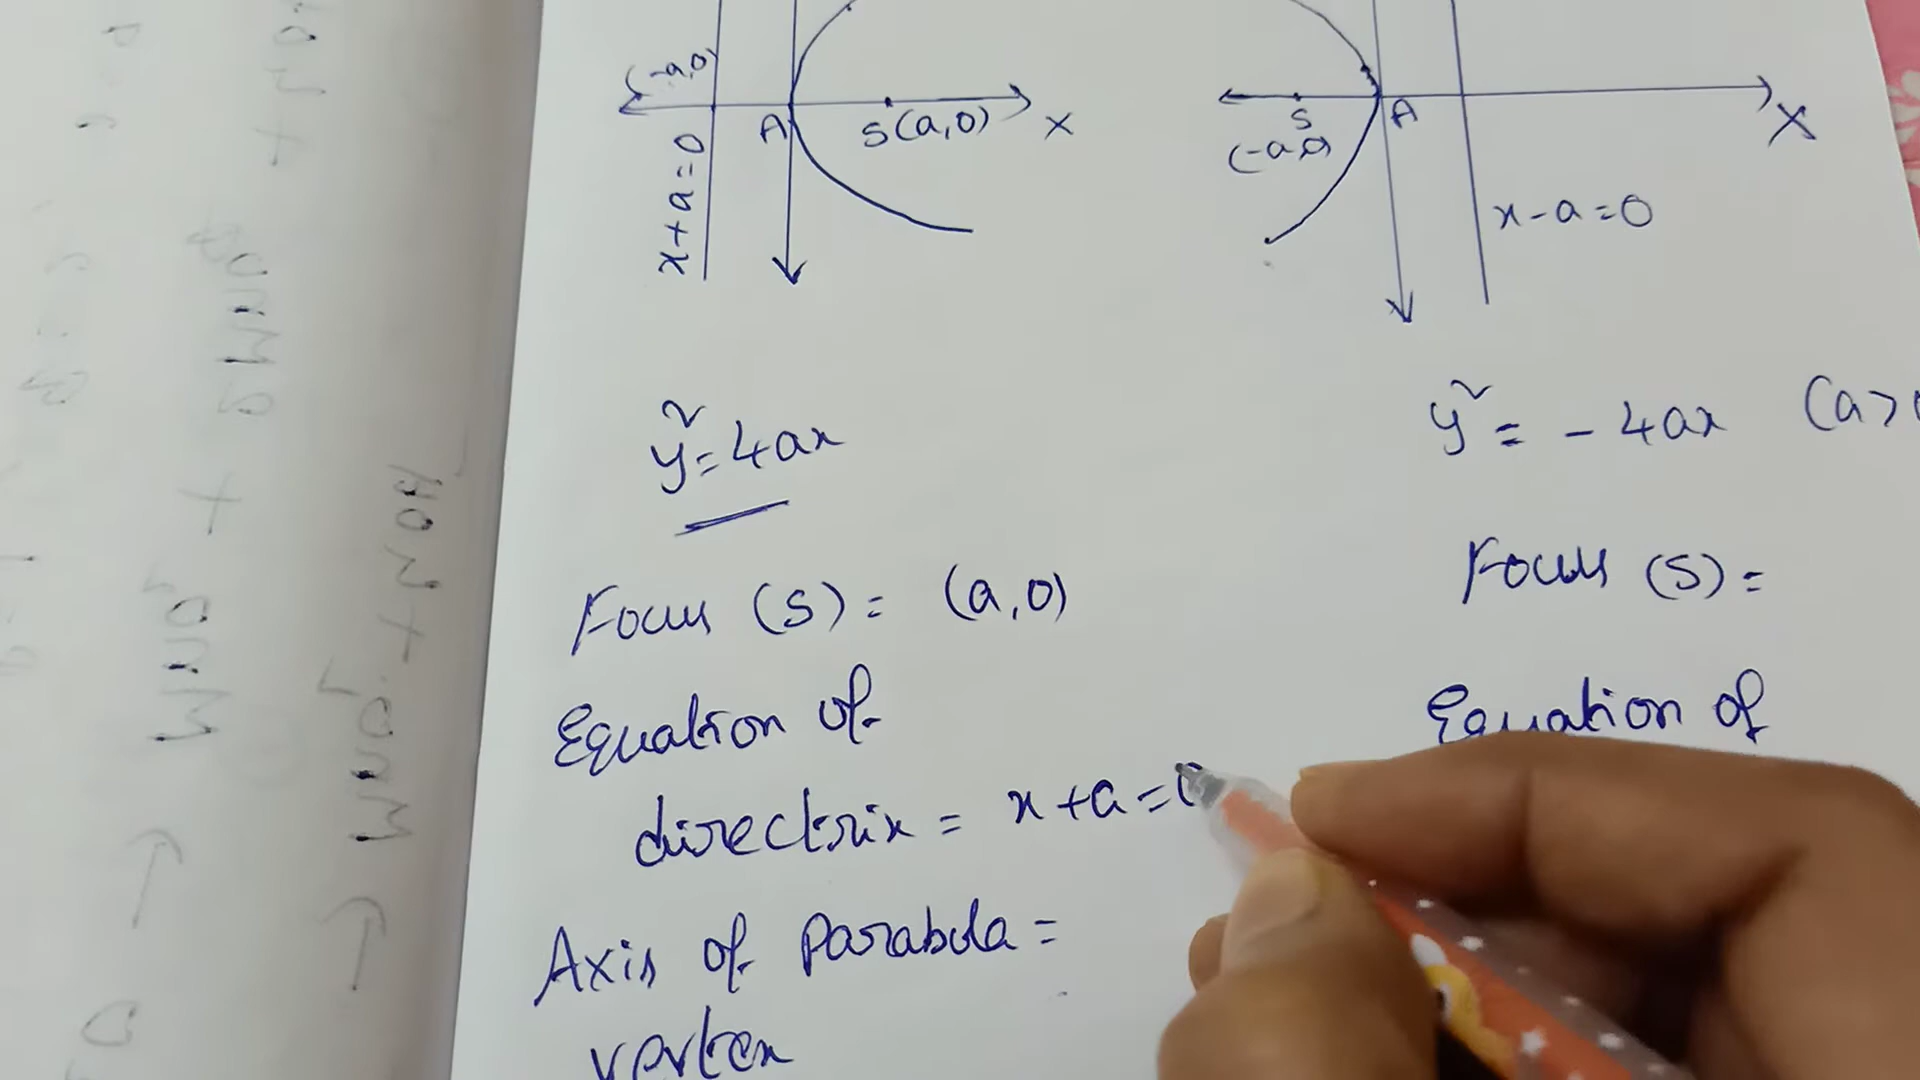 (-a,0)
A
S(a,0)
X
x+a=0
S
(-a,0)
A
X
x-a=0
y²=4ax
Focus (S) = (a,0)
Equation of
directrix = x+a=0
Axis of Parabola =
vertex
y² = -4ax (a>0
Focus (S) =
Equation of